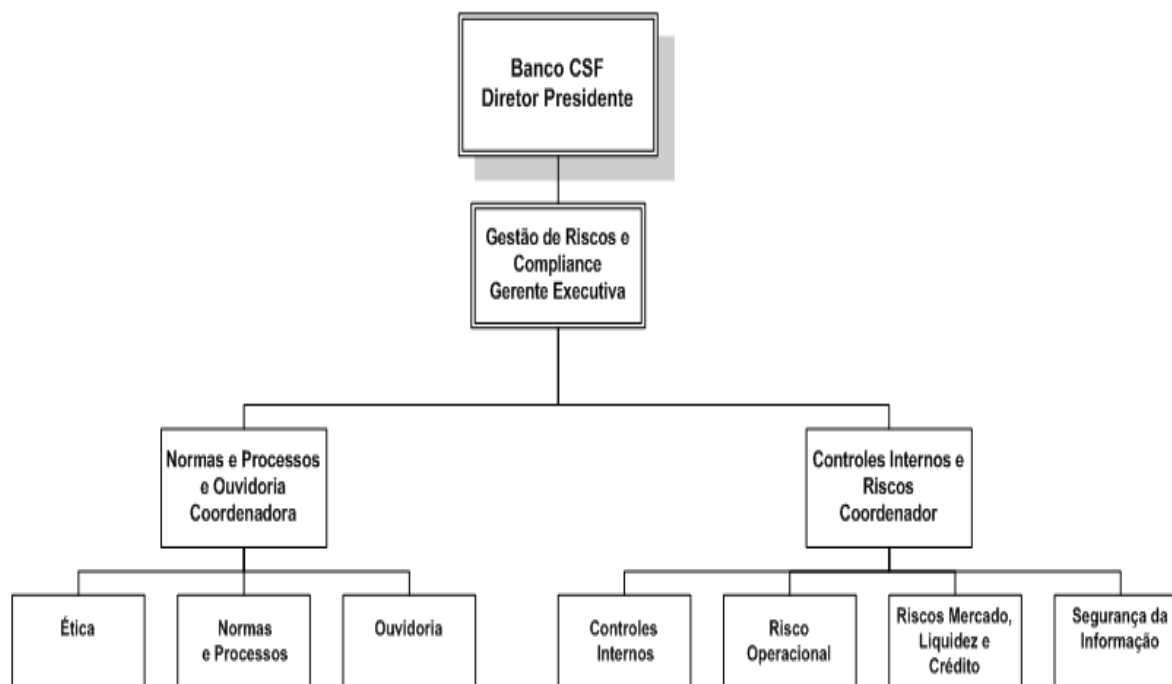 Banco CSF
Diretor Presidente
Gestão de Riscos e
Compliance
Gerente Executiva
Normas e Processos
e Ouvidoria
Coordenadora
Controles Internos e
Riscos
Coordenador
Ética
Normas
e Processos
Ouvidoria
Controles
Internos
Risco
Operacional
Riscos Mercado,
Liquidez e
Crédito
Segurança da
Informação